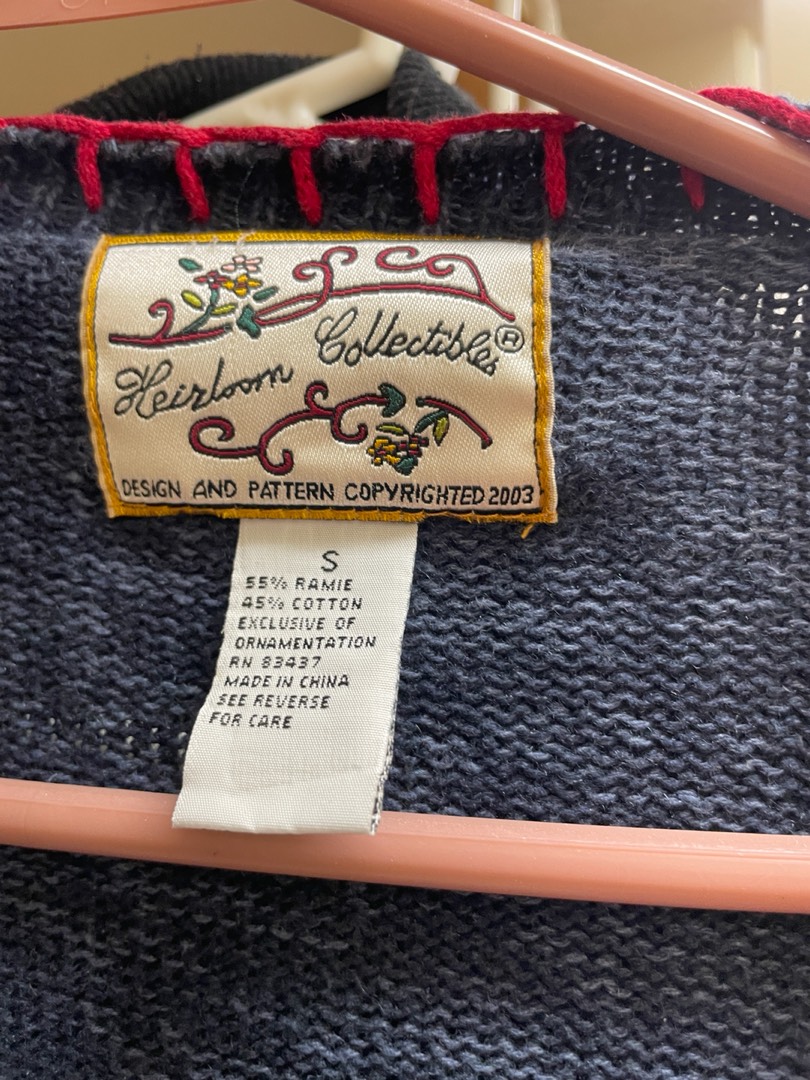 Heirloom Collectibles®
DESIGN AND PATTERN COPYRIGHTED 2003
S
55% RAMIE
45% COTTON
EXCLUSIVE OF
ORNAMENTATION
RN 83437
MADE IN CHINA
SEE REVERSE
FOR CARE